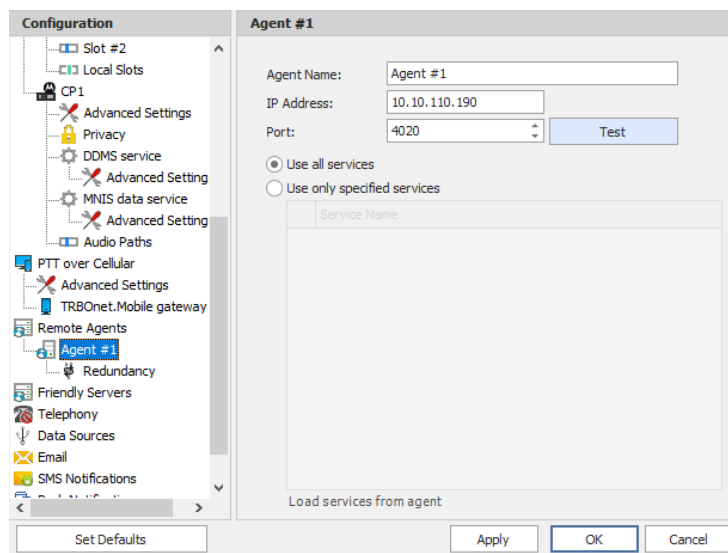 Configuration
Slot #2
Local Slots
CP1
Advanced Settings
Privacy
DDMS service
Advanced Setting
MNIS data service
Advanced Setting
Audio Paths
PTT over Cellular
Advanced Settings
TRBOnet.Mobile gateway
Remote Agents
Agent #1
Redundancy
Friendly Servers
Telephony
Data Sources
Email
SMS Notifications
Set Defaults
Agent #1
Agent Name: Agent #1
IP Address: 10.10.110.190
Port: 4020 Test
Use all services
Use only specified services
Service Name
Load services from agent
Apply OK Cancel